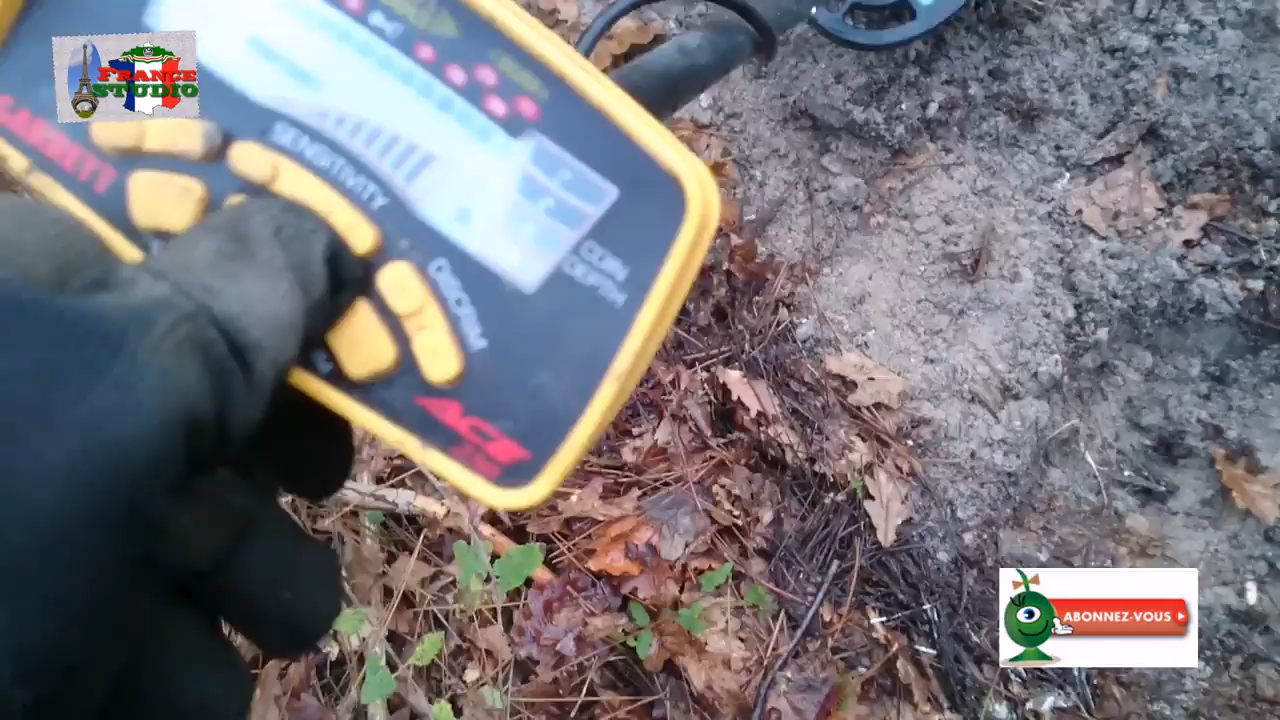 FRANCE
STUDIO
GARRETT
SENSITIVITY
DISCRIM
COIN
DEPTH
ACE
ABONNEZ-VOUS